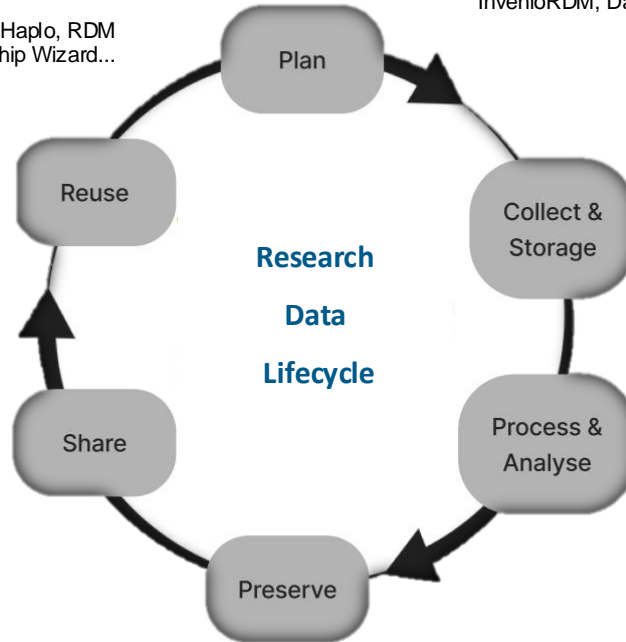 Haplo, RDM
hip Wizard...
InvenioRDM, Da
Plan
Reuse
Collect &
Storage
Research
Data
Lifecycle
Share
Process &
Analyse
Preserve